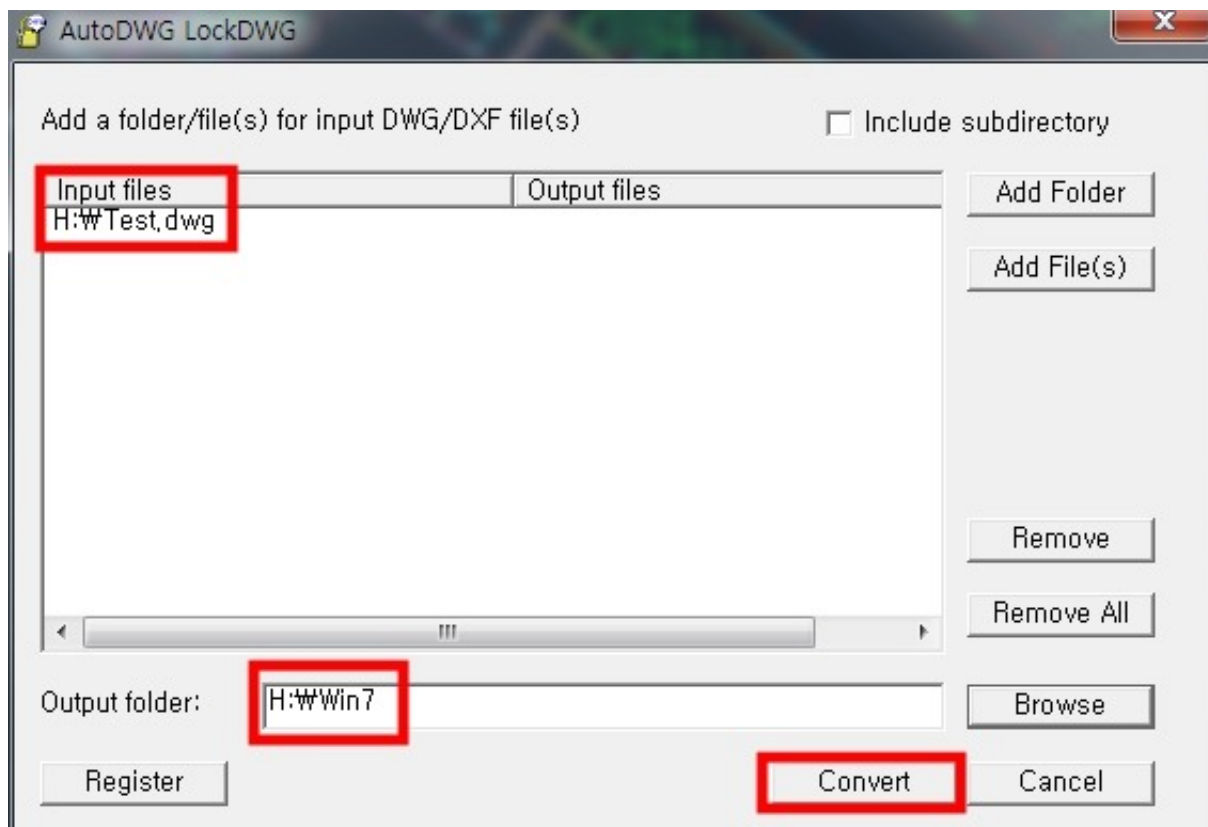 AutoDWG LockDWG
Add a folder/file(s) for input DWG/DXF file(s)
Include subdirectory
Input files
Output files
H:₩Test.dwg
Add Folder
Add File(s)
Remove
Remove All
Output folder:
H:₩Win7
Browse
Register
Convert
Cancel